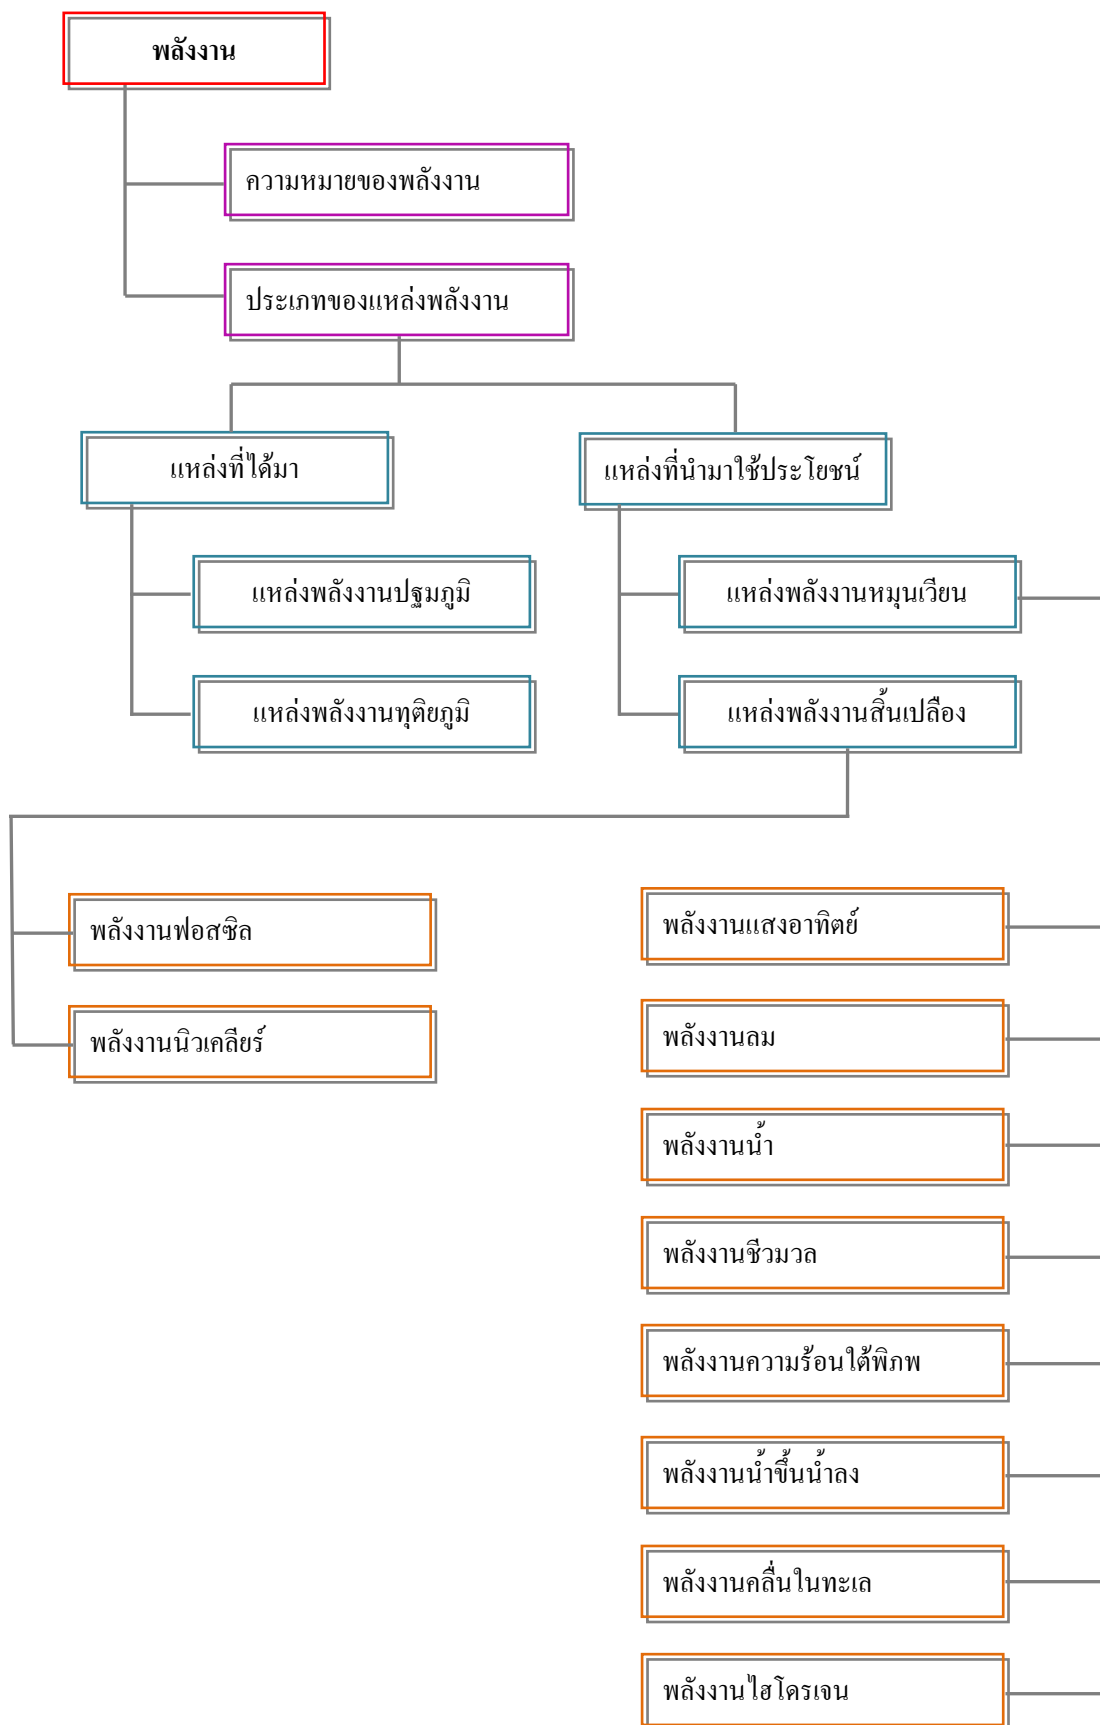 พลังงาน
ความหมายของพลังงาน
ประเภทของแหล่งพลังงาน
แหล่งที่ได้มา
แหล่งที่นำมาใช้ประโยชน์
แหล่งพลังงานปฐมภูมิ
แหล่งพลังงานหมุนเวียน
แหล่งพลังงานทุติยภูมิ
แหล่งพลังงานสิ้นเปลือง
พลังงานฟอสซิล
พลังงานนิวเคลียร์
พลังงานแสงอาทิตย์
พลังงานลม
พลังงานน้ำ
พลังงานชีวมวล
พลังงานความร้อนใต้พิภพ
พลังงานน้ำขึ้นน้ำลง
พลังงานคลื่นในทะเล
พลังงานไฮโดรเจน